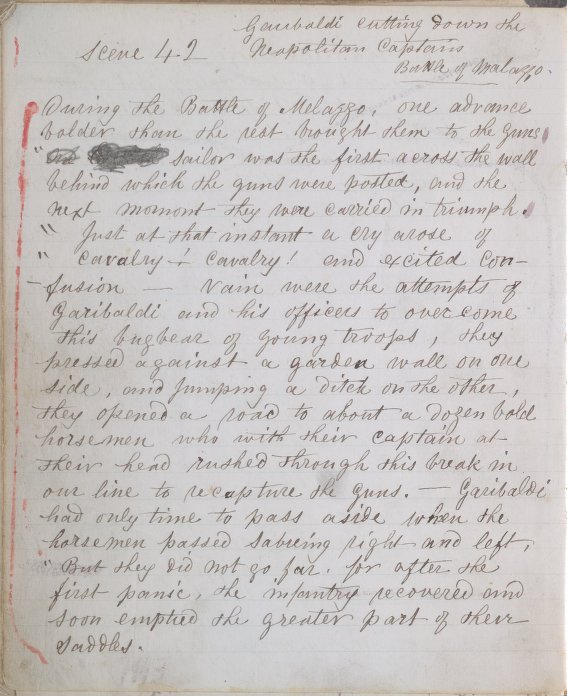 Scene 42
Garibaldi cutting down the
Neopolitan Captain
Battle of Malazzo.
During the Battle of Melazzo, one advance
bolder than the rest brought them to the guns
" sailor was the first across the wall
behind which the guns were posted, and the
next moment they were carried in triumph.
" Just at that instant a cry arose of
" Cavalry! Cavalry! and excited Con-
-fusion — Vain were the attempts of
Garibaldi and his officers to over come
this bugbear of young troops, they
pressed against a garden wall on one
side, and jumping a ditch on the other,
they opened a road to about a dozen bold
horsemen who with their captain at
their head rushed through this break in
our line to recapture the guns. — Garibaldi
had only time to pass aside when the
horsemen passed sabreing right and left,
" But they did not go far. for after the
first panic, the infantry recovered and
soon emptied the greater part of their
Saddles.